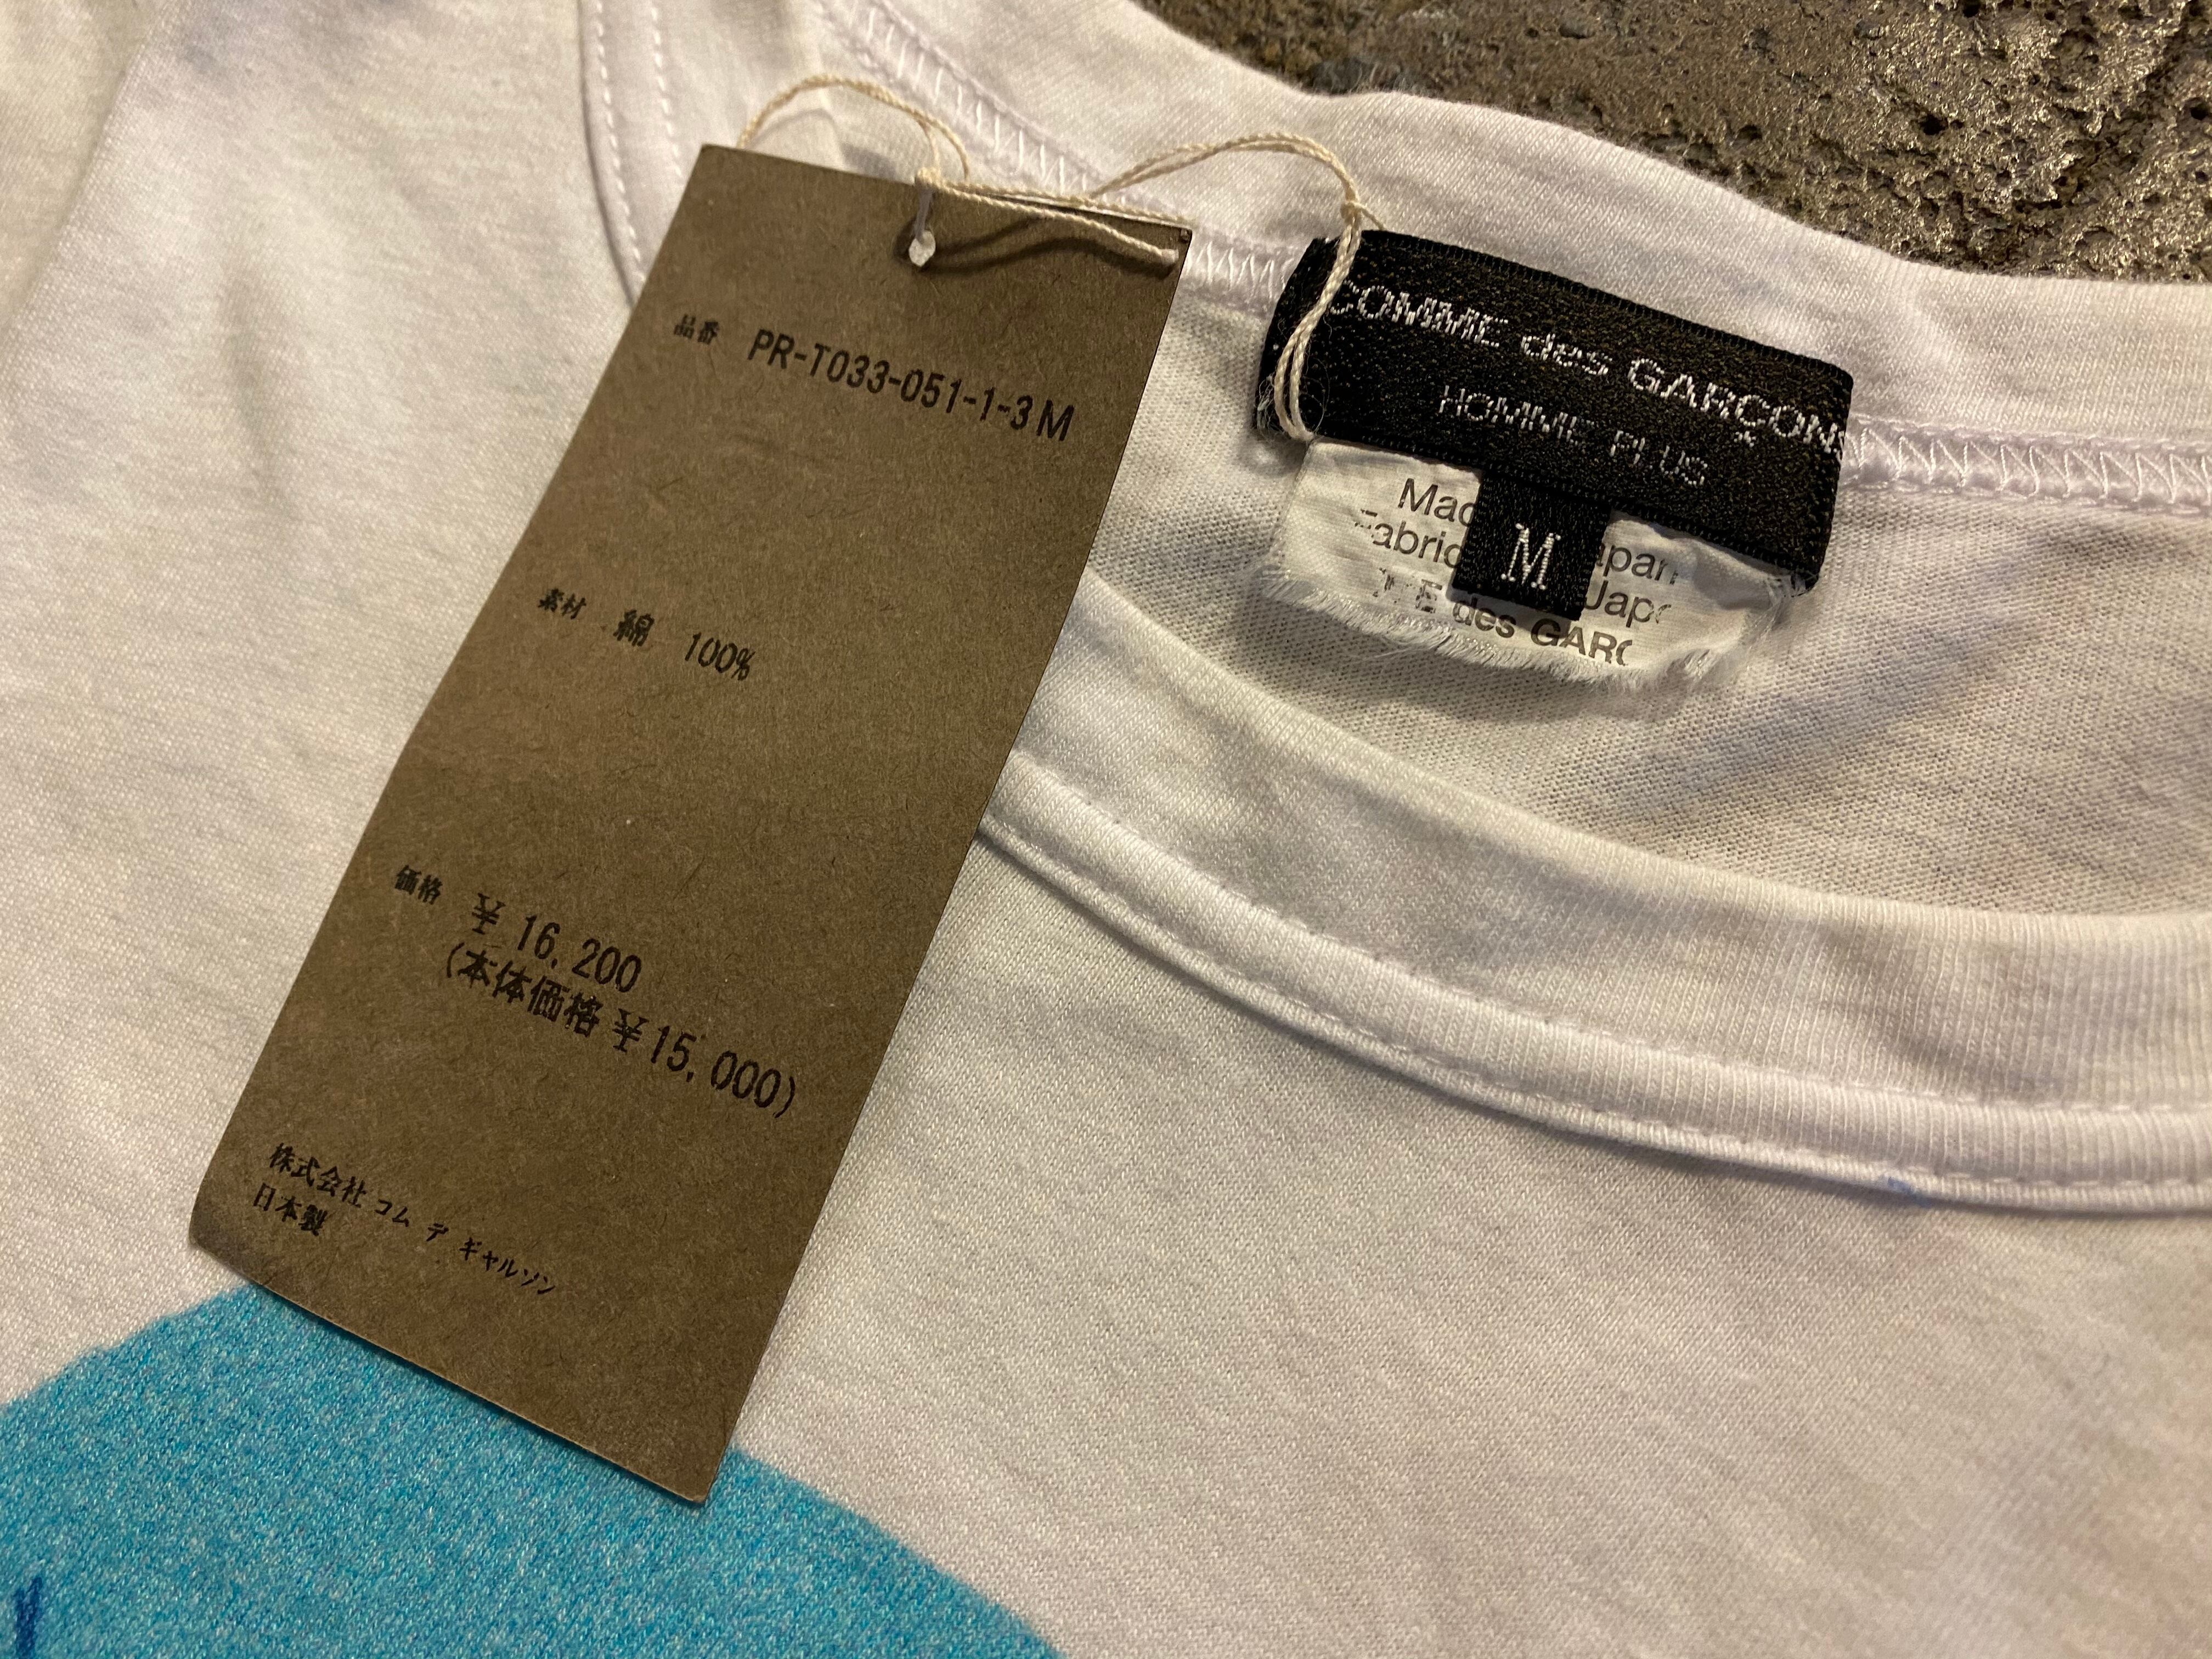 品番 PR-T033-051-1-3 M
素材 綿 100%
価格 ¥ 16,200
(本体価格 ¥15,000)
株式会社 コム デ ギャルソン
日本製
COMME des GARÇONS
HOMME PLUS
M
des